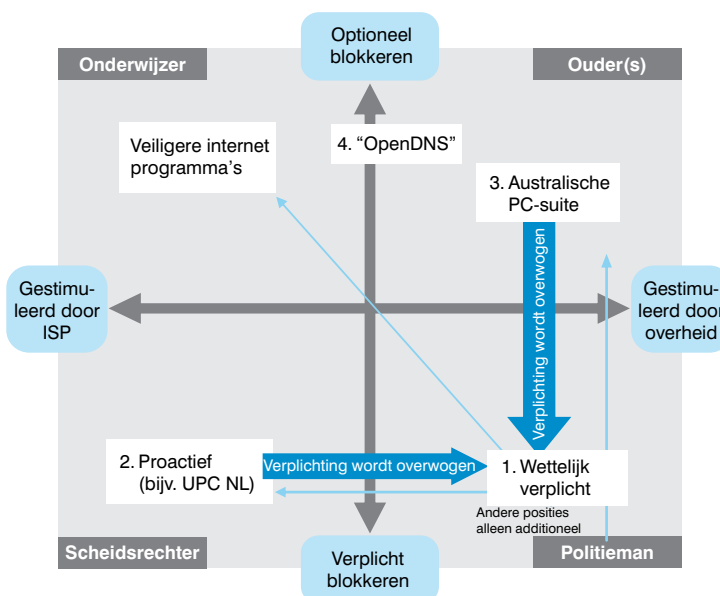 Optioneel
blokkeren
Onderwijzer
Ouder(s)
Veiligere internet
programma's
4. “OpenDNS”
3. Australische
PC-suite
Verplichting wordt overwogen
Gestimu-
leerd door
ISP
Gestimu-
leerd door
overheid
2. Proactief
(bijv. UPC NL)
Verplichting wordt overwogen
1. Wettelijk
verplicht
Andere posities
alleen additioneel
Scheidsrechter
Verplicht
blokkeren
Politieman